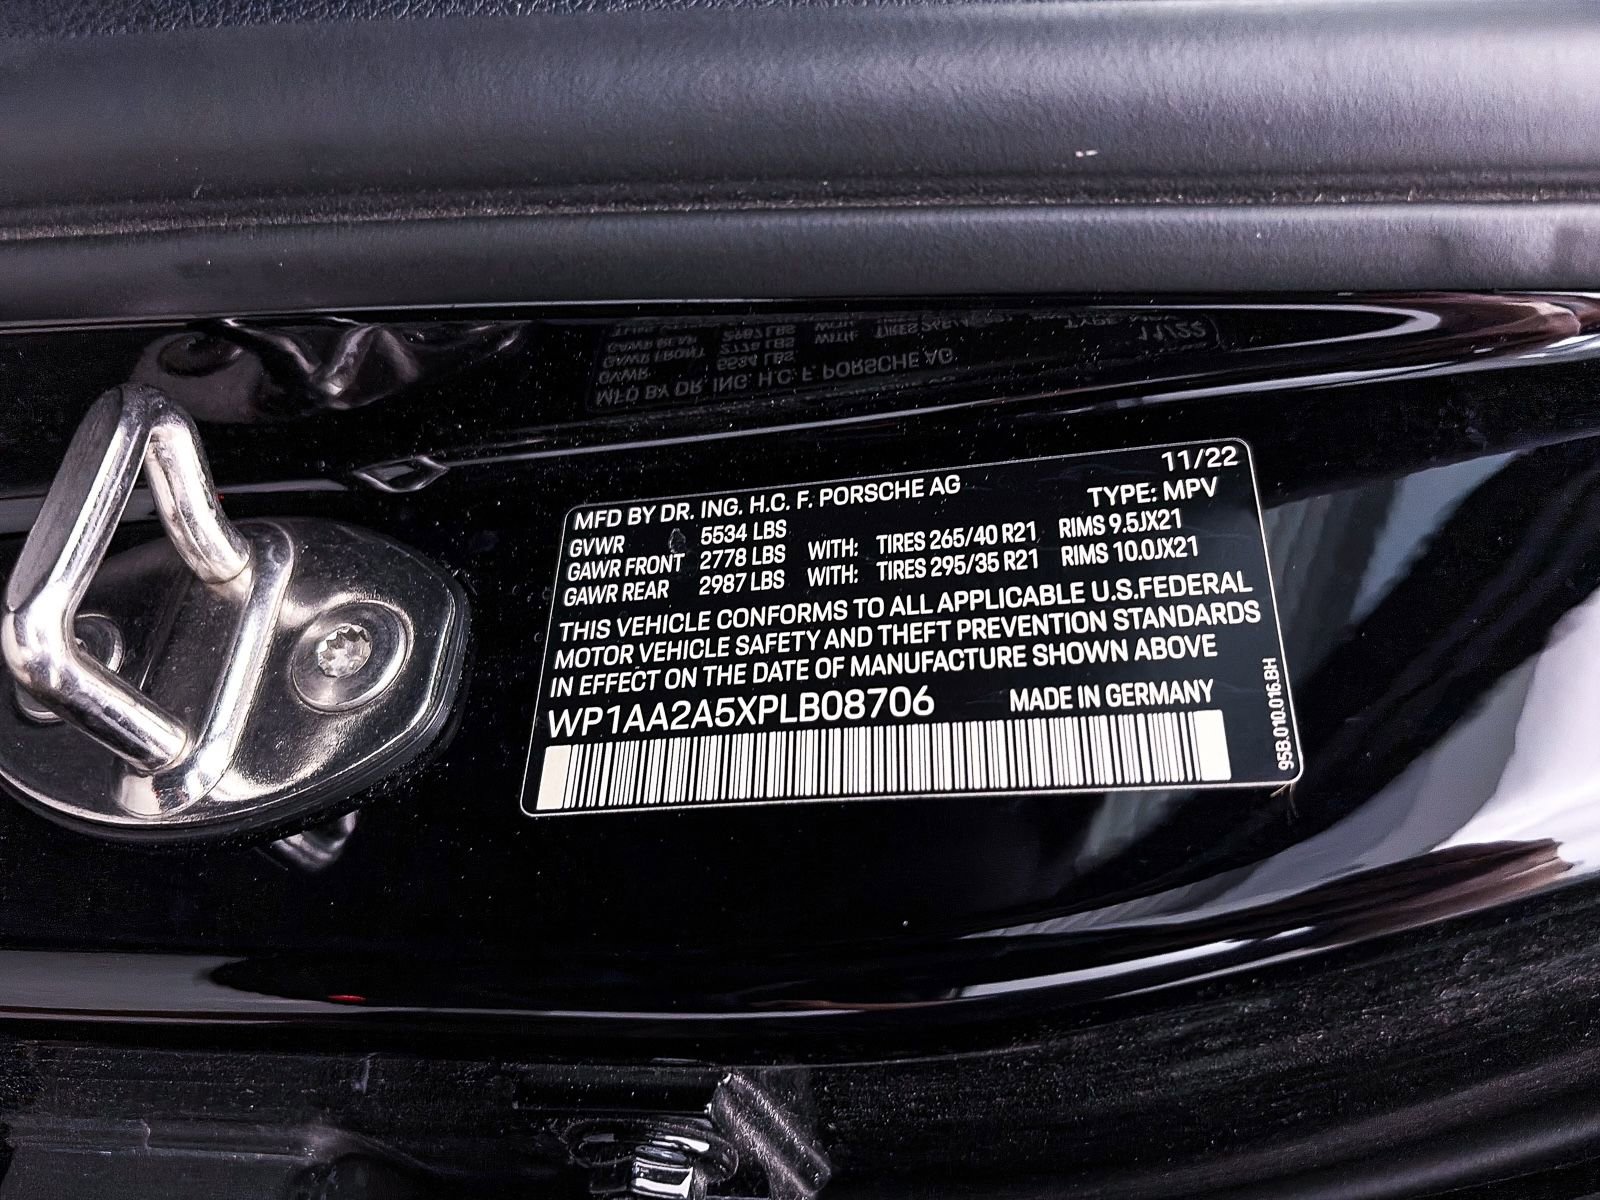 11/22
MFD BY DR. ING. H.C. F. PORSCHE AG
TYPE: MPV
GVWR 5534 LBS
GAWR FRONT 2778 LBS WITH: TIRES 265/40 R21 RIMS 9.5JX21
GAWR REAR 2987 LBS WITH: TIRES 295/35 R21 RIMS 10.0JX21
THIS VEHICLE CONFORMS TO ALL APPLICABLE U.S.FEDERAL
MOTOR VEHICLE SAFETY AND THEFT PREVENTION STANDARDS
IN EFFECT ON THE DATE OF MANUFACTURE SHOWN ABOVE
WP1AA2A5XPLB08706 MADE IN GERMANY
95B.010.016.BH